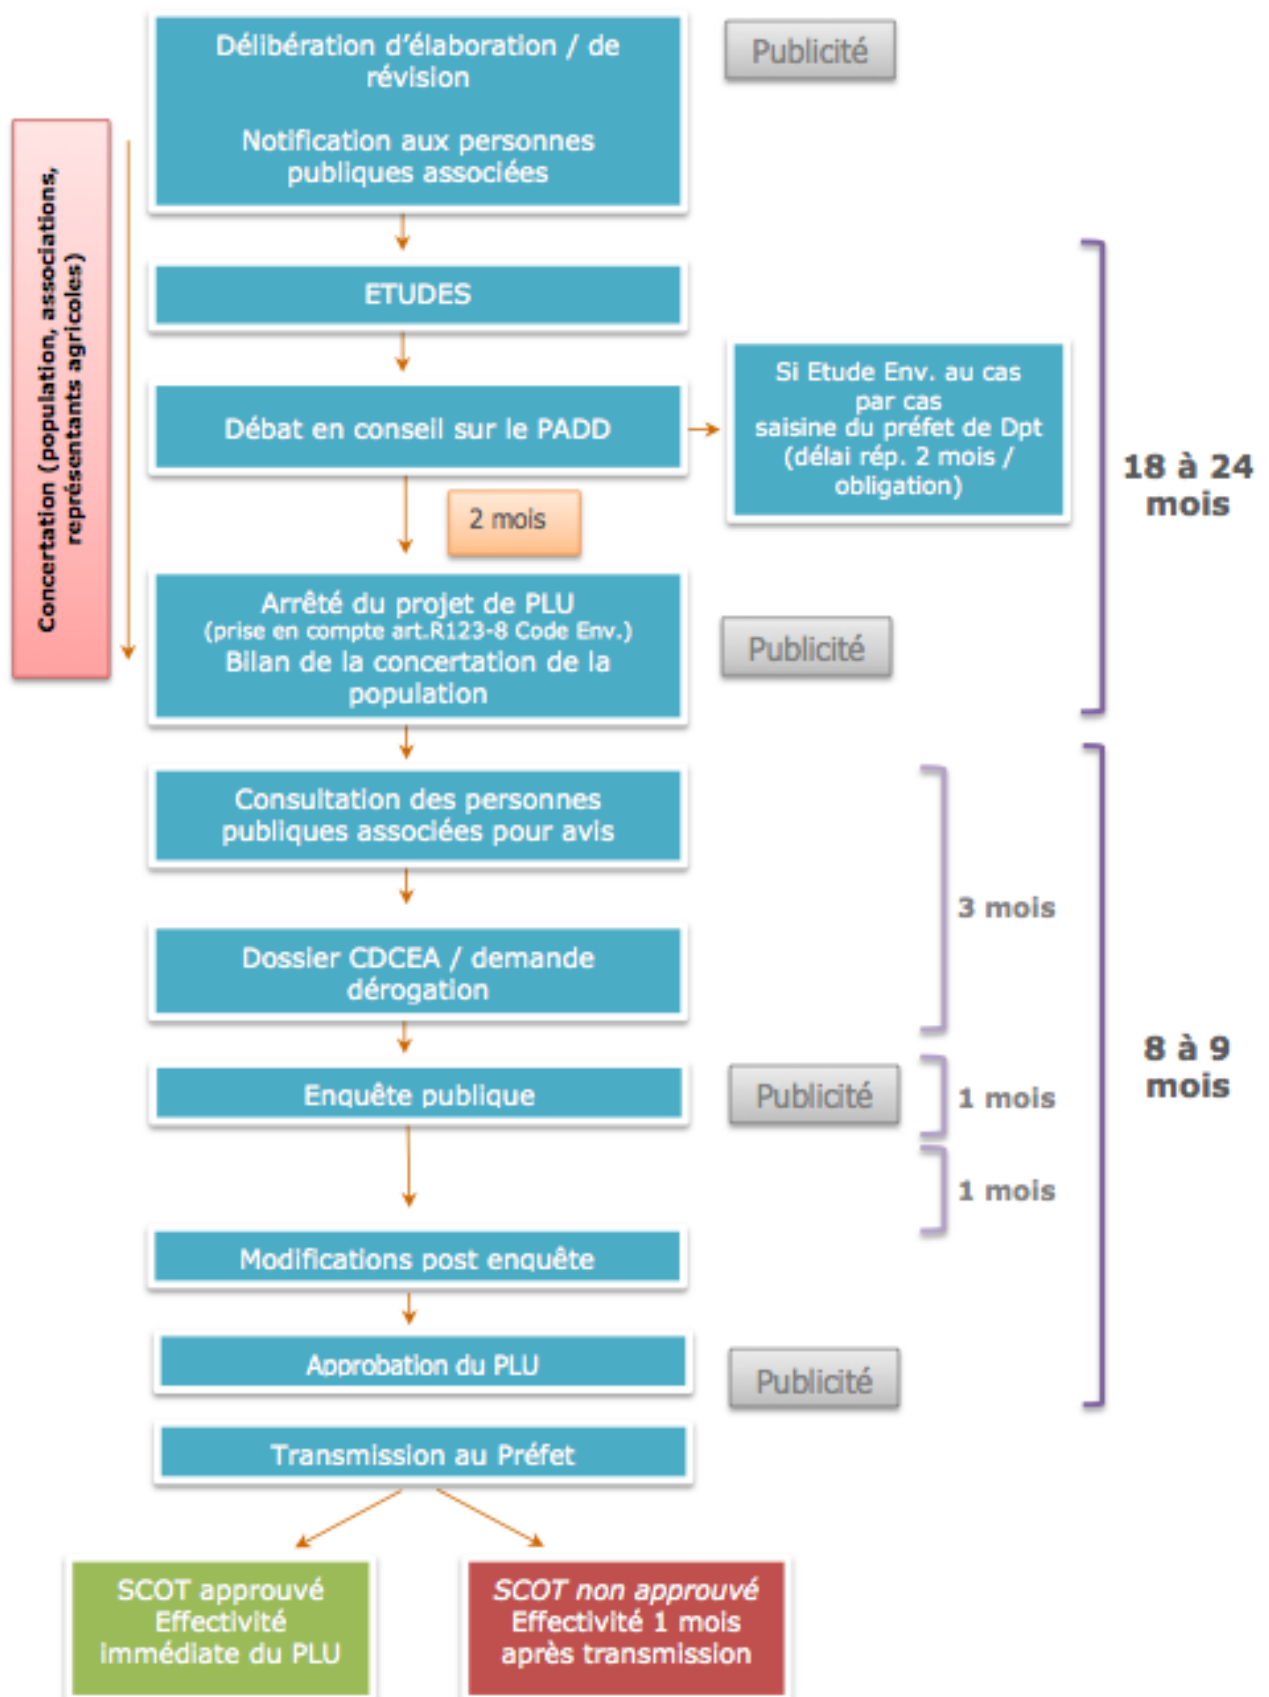 Délibération d'élaboration / de
révision
Notification aux personnes
publiques associées
Publicité
Concertation (population, associations,
représentants agricoles)
ETUDES
Débat en conseil sur le PADD
Si Etude Env. au cas
par cas
saisine du préfet de Dpt
(délai rép. 2 mois /
obligation)
18 à 24
mois
2 mois
Arrêté du projet de PLU
(prise en compte art.R123-8 Code Env.)
Bilan de la concertation de la
population
Publicité
Consultation des personnes
publiques associées pour avis
3 mois
Dossier CDCEA / demande
dérogation
8 à 9
mois
Enquête publique
Publicité
1 mois
1 mois
Modifications post enquête
Approbation du PLU
Publicité
Transmission au Préfet
SCOT approuvé
Effectivité
immédiate du PLU
SCOT non approuvé
Effectivité 1 mois
après transmission